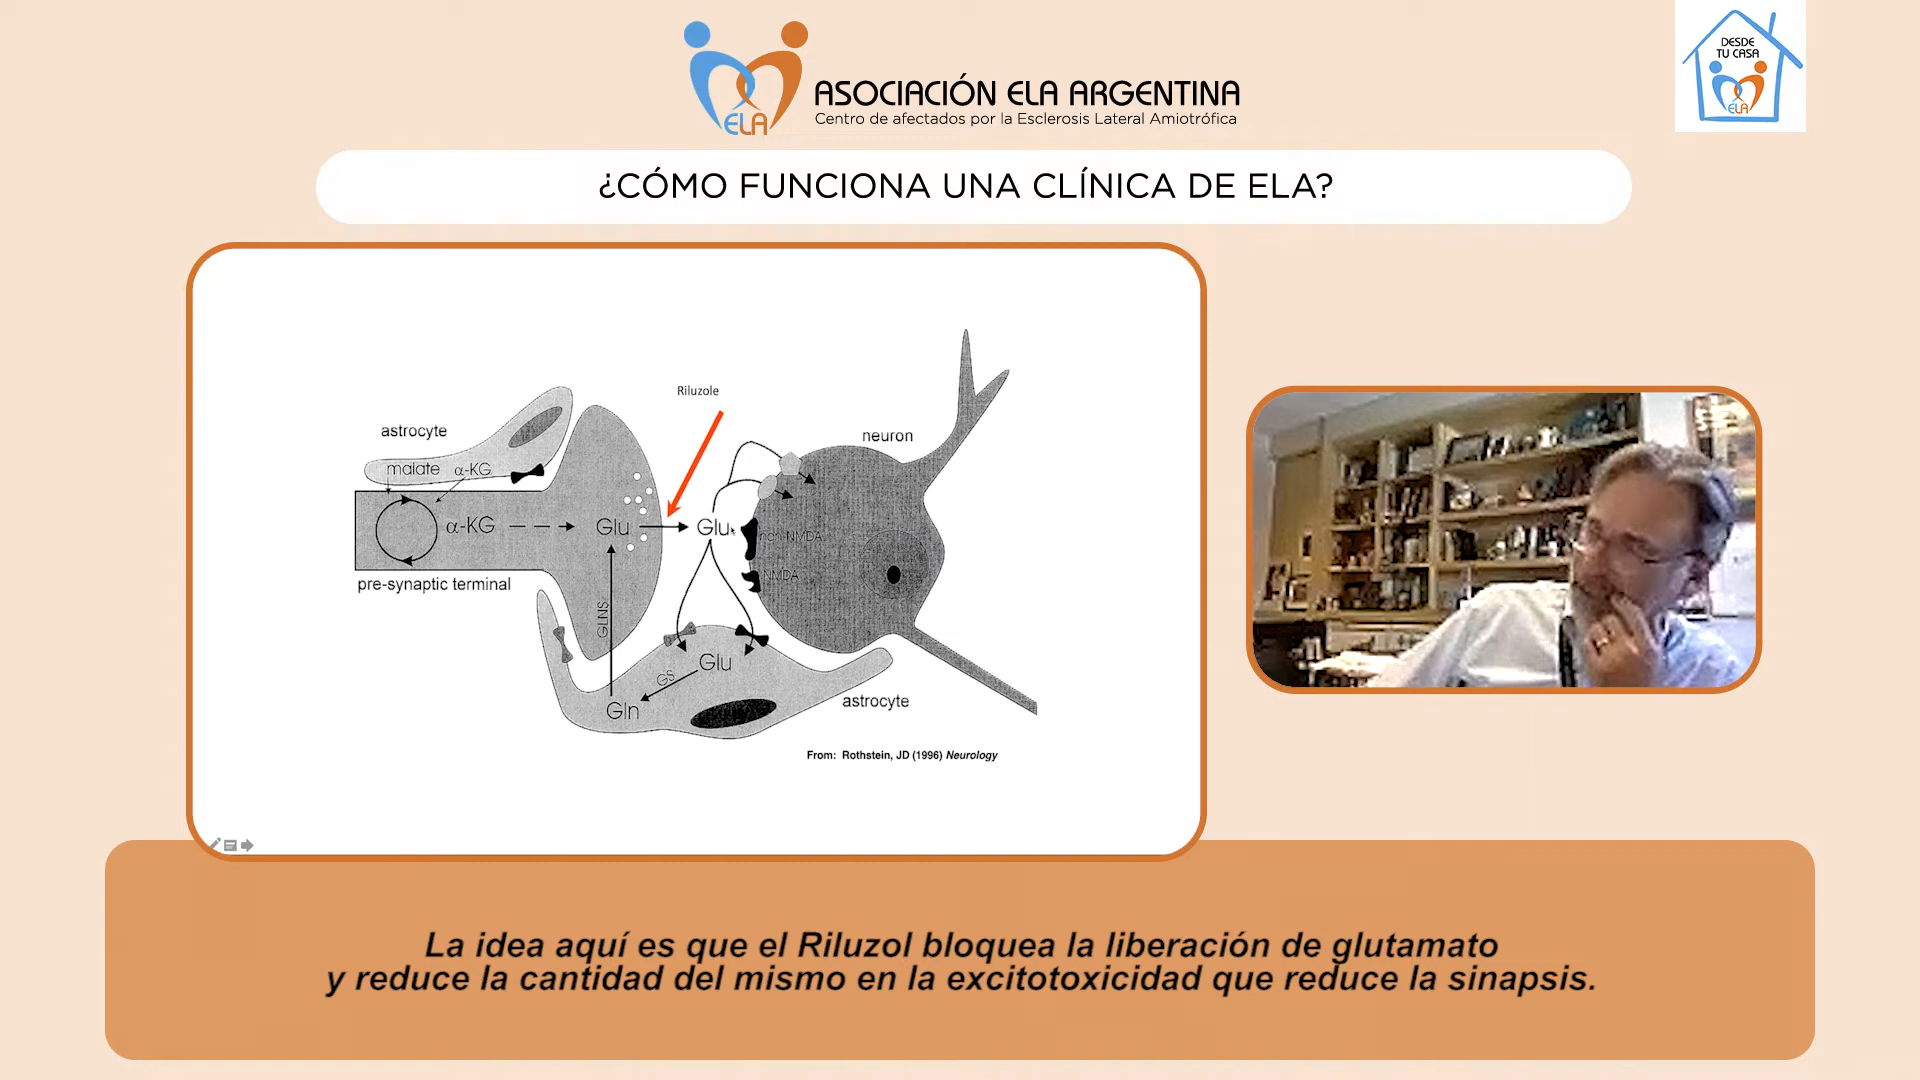 ASOCIACIÓN ELA ARGENTINA
Centro de afectados por la Esclerosis Lateral Amiotrófica
ELA
DESDE
TU CASA
ELA
¿CÓMO FUNCIONA UNA CLÍNICA DE ELA?
Riluzole
astrocyte
neuron
malate α-KG
α-KG
Glu
Glu
non-NMDA
NMDA
pre-synaptic terminal
GLNS
Glu
GS
Gln
astrocyte
From: Rothstein, JD (1996) Neurology
La idea aquí es que el Riluzol bloquea la liberación de glutamato
y reduce la cantidad del mismo en la excitotoxicidad que reduce la sinapsis.